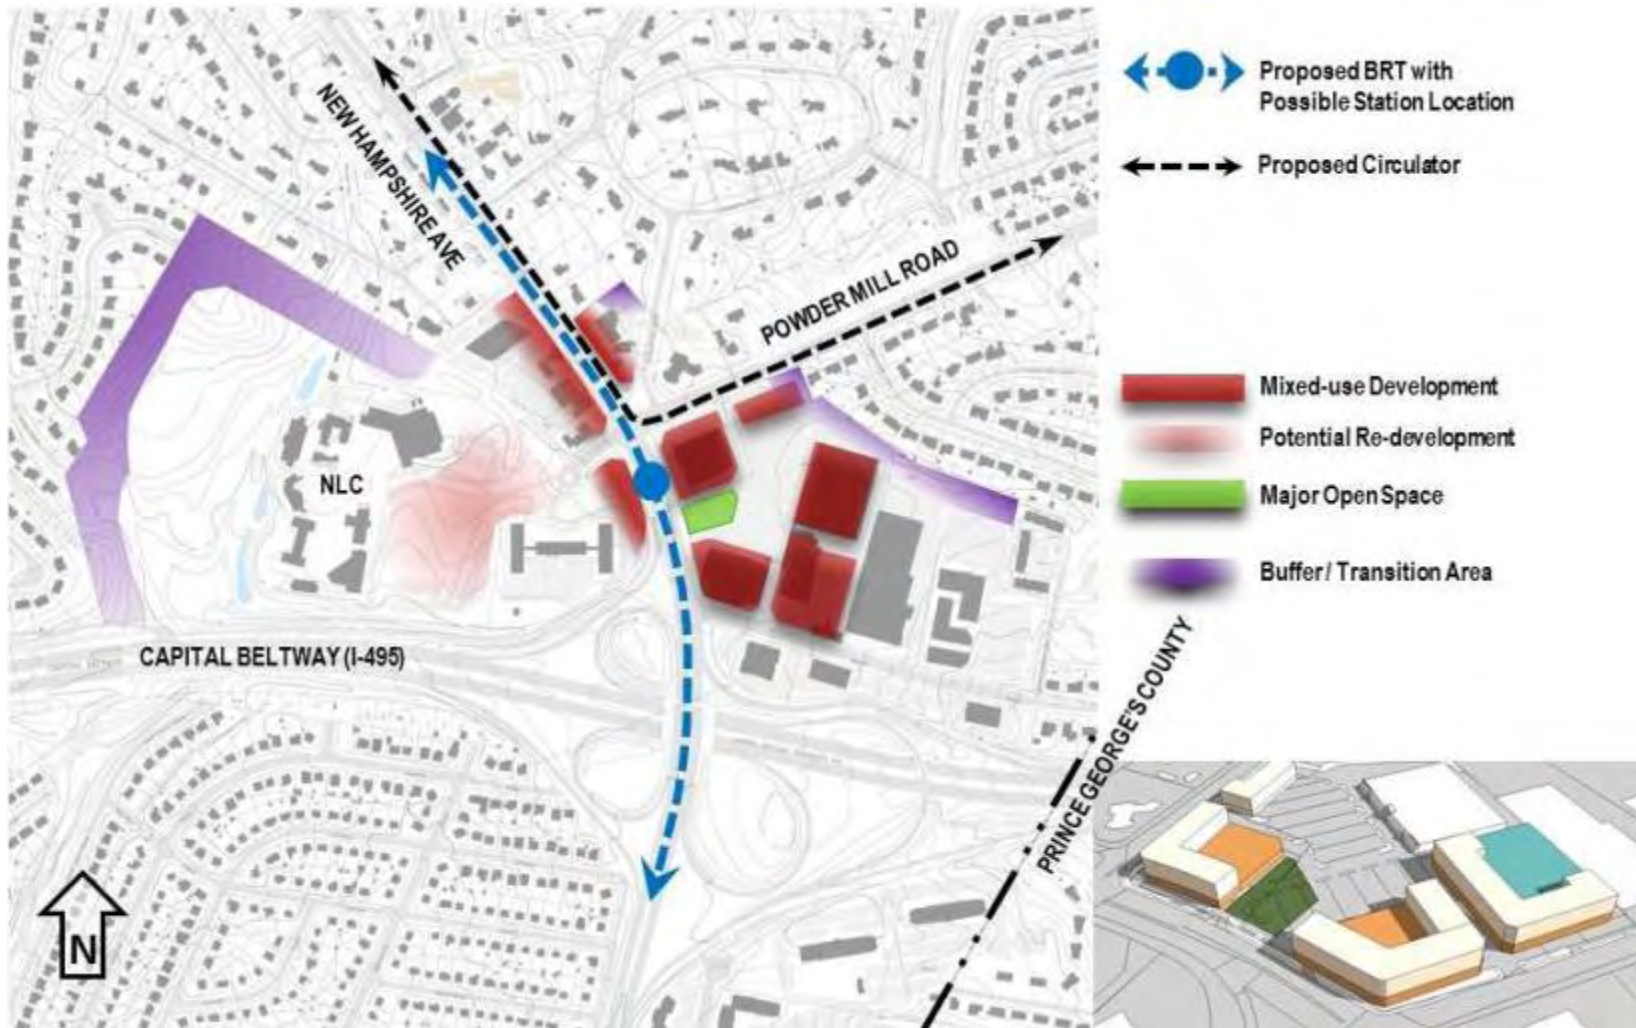 NEW HAMPSHIRE AVE
POWDER MILL ROAD
NLC
CAPITAL BELTWAY (I-495)
PRINCE GEORGE'S COUNTY
N
Proposed BRT with
Possible Station Location
Proposed Circulator
Mixed-use Development
Potential Re-development
Major Open Space
Buffer / Transition Area